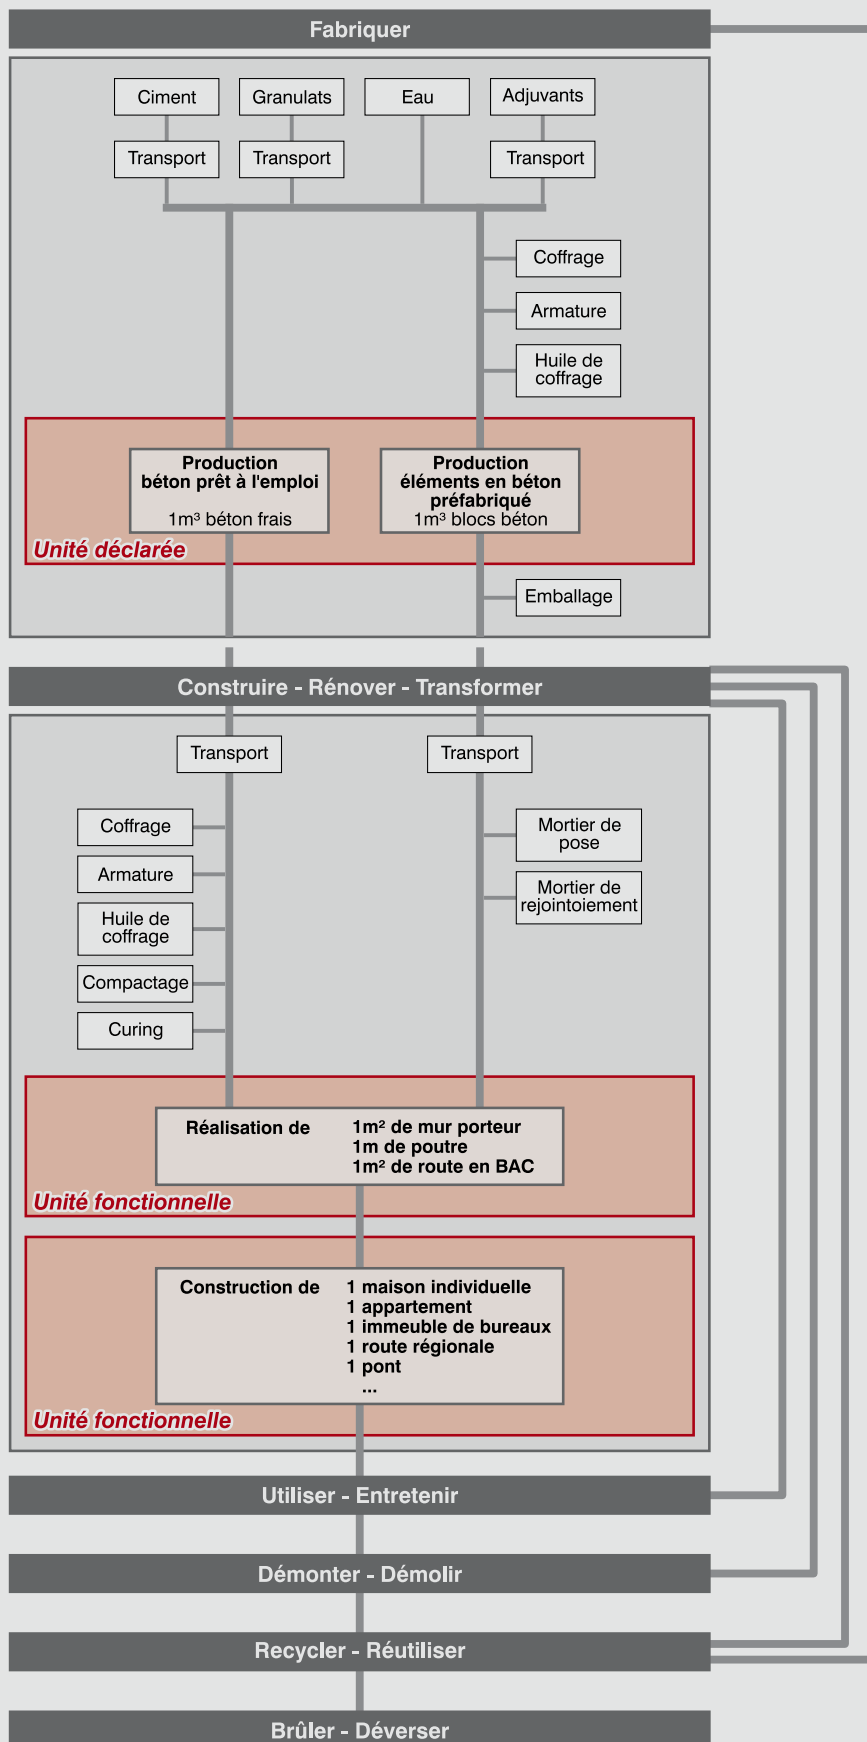 Fabriquer
Ciment
Granulats
Eau
Adjuvants
Transport
Transport
Transport
Coffrage
Armature
Huile de
coffrage
Production
béton prêt à l'emploi
1m³ béton frais
Production
éléments en béton
préfabriqué
1m³ blocs béton
Unité déclarée
Emballage
Construire - Rénover - Transformer
Transport
Transport
Coffrage
Armature
Huile de
coffrage
Compactage
Curing
Mortier de
pose
Mortier de
rejointoiement
Réalisation de 1m² de mur porteur
1m de poutre
1m² de route en BAC
Unité fonctionnelle
Construction de 1 maison individuelle
1 appartement
1 immeuble de bureaux
1 route régionale
1 pont
...
Unité fonctionnelle
Utiliser - Entretenir
Démonter - Démolir
Recycler - Réutiliser
Brûler - Déverser